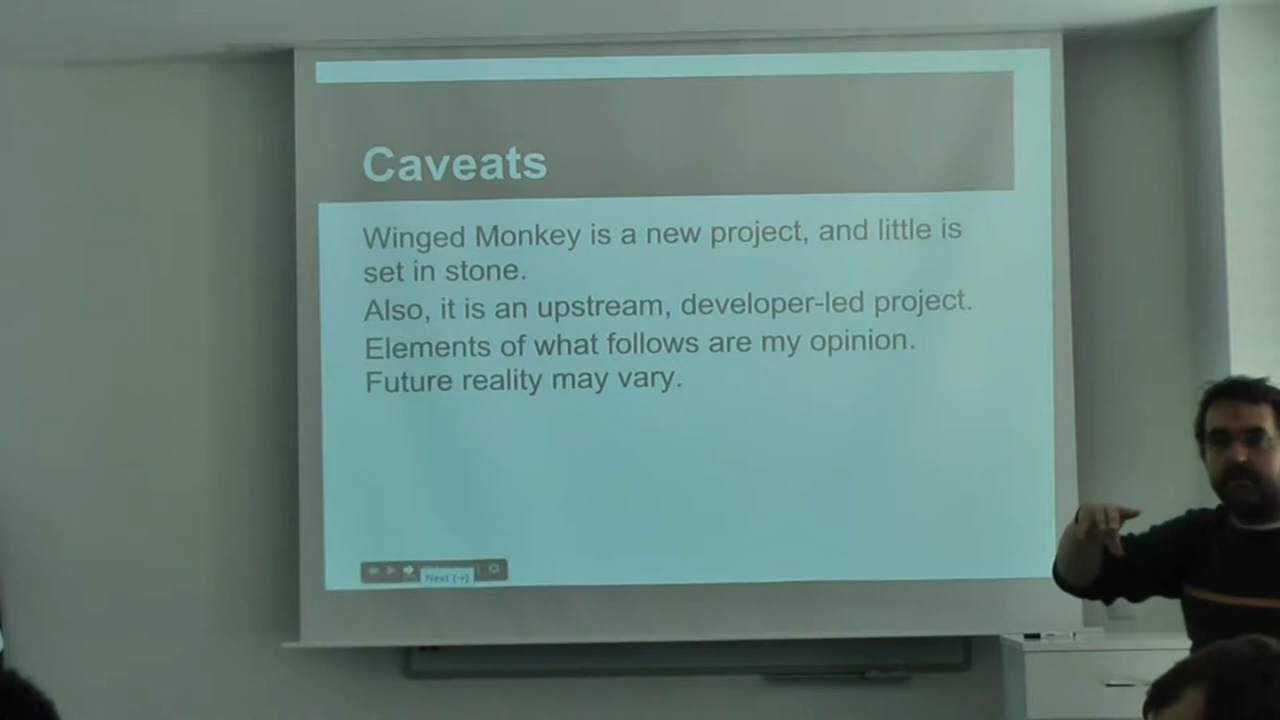 Caveats
Winged Monkey is a new project, and little is
set in stone.
Also, it is an upstream, developer-led project.
Elements of what follows are my opinion.
Future reality may vary.
Next (→)